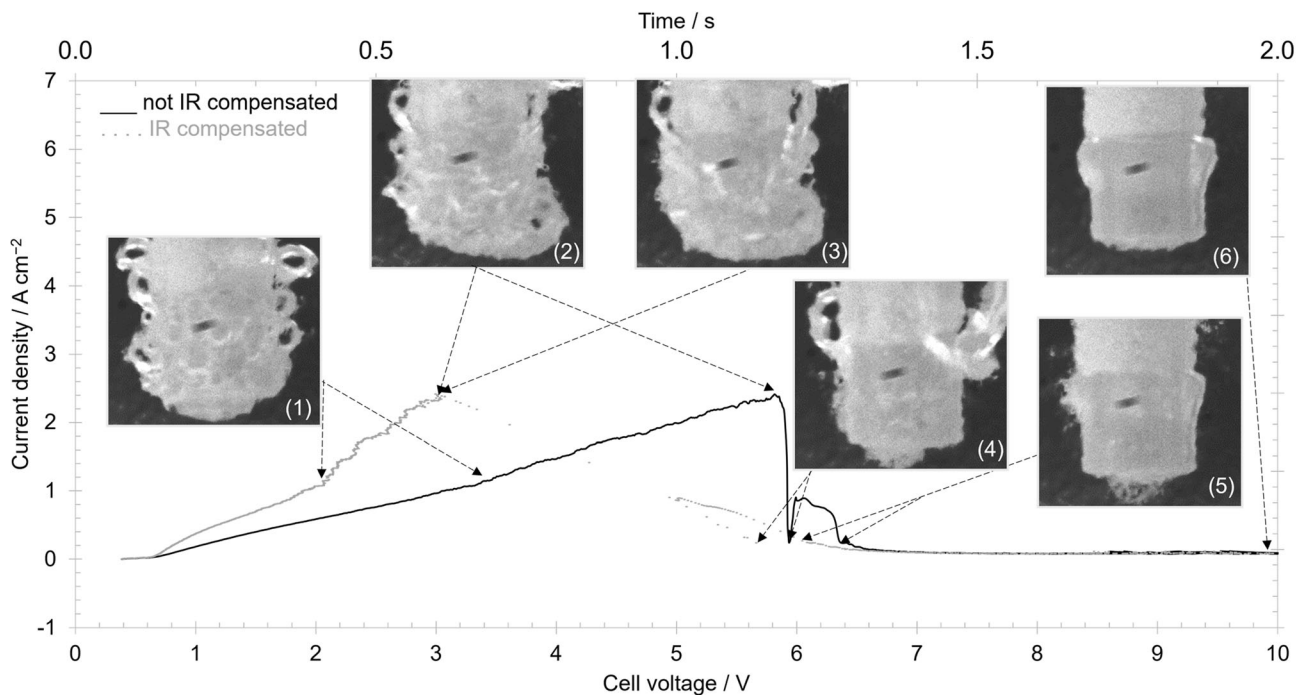 Time / s
0.0 0.5 1.0 1.5 2.0
7
not IR compensated
IR compensated
6
5
(2)
(3)
(6)
4
3
(1)
(4)
(5)
2
1
0
-1
Current density / A cm⁻²
0 1 2 3 4 5 6 7 8 9 10
Cell voltage / V